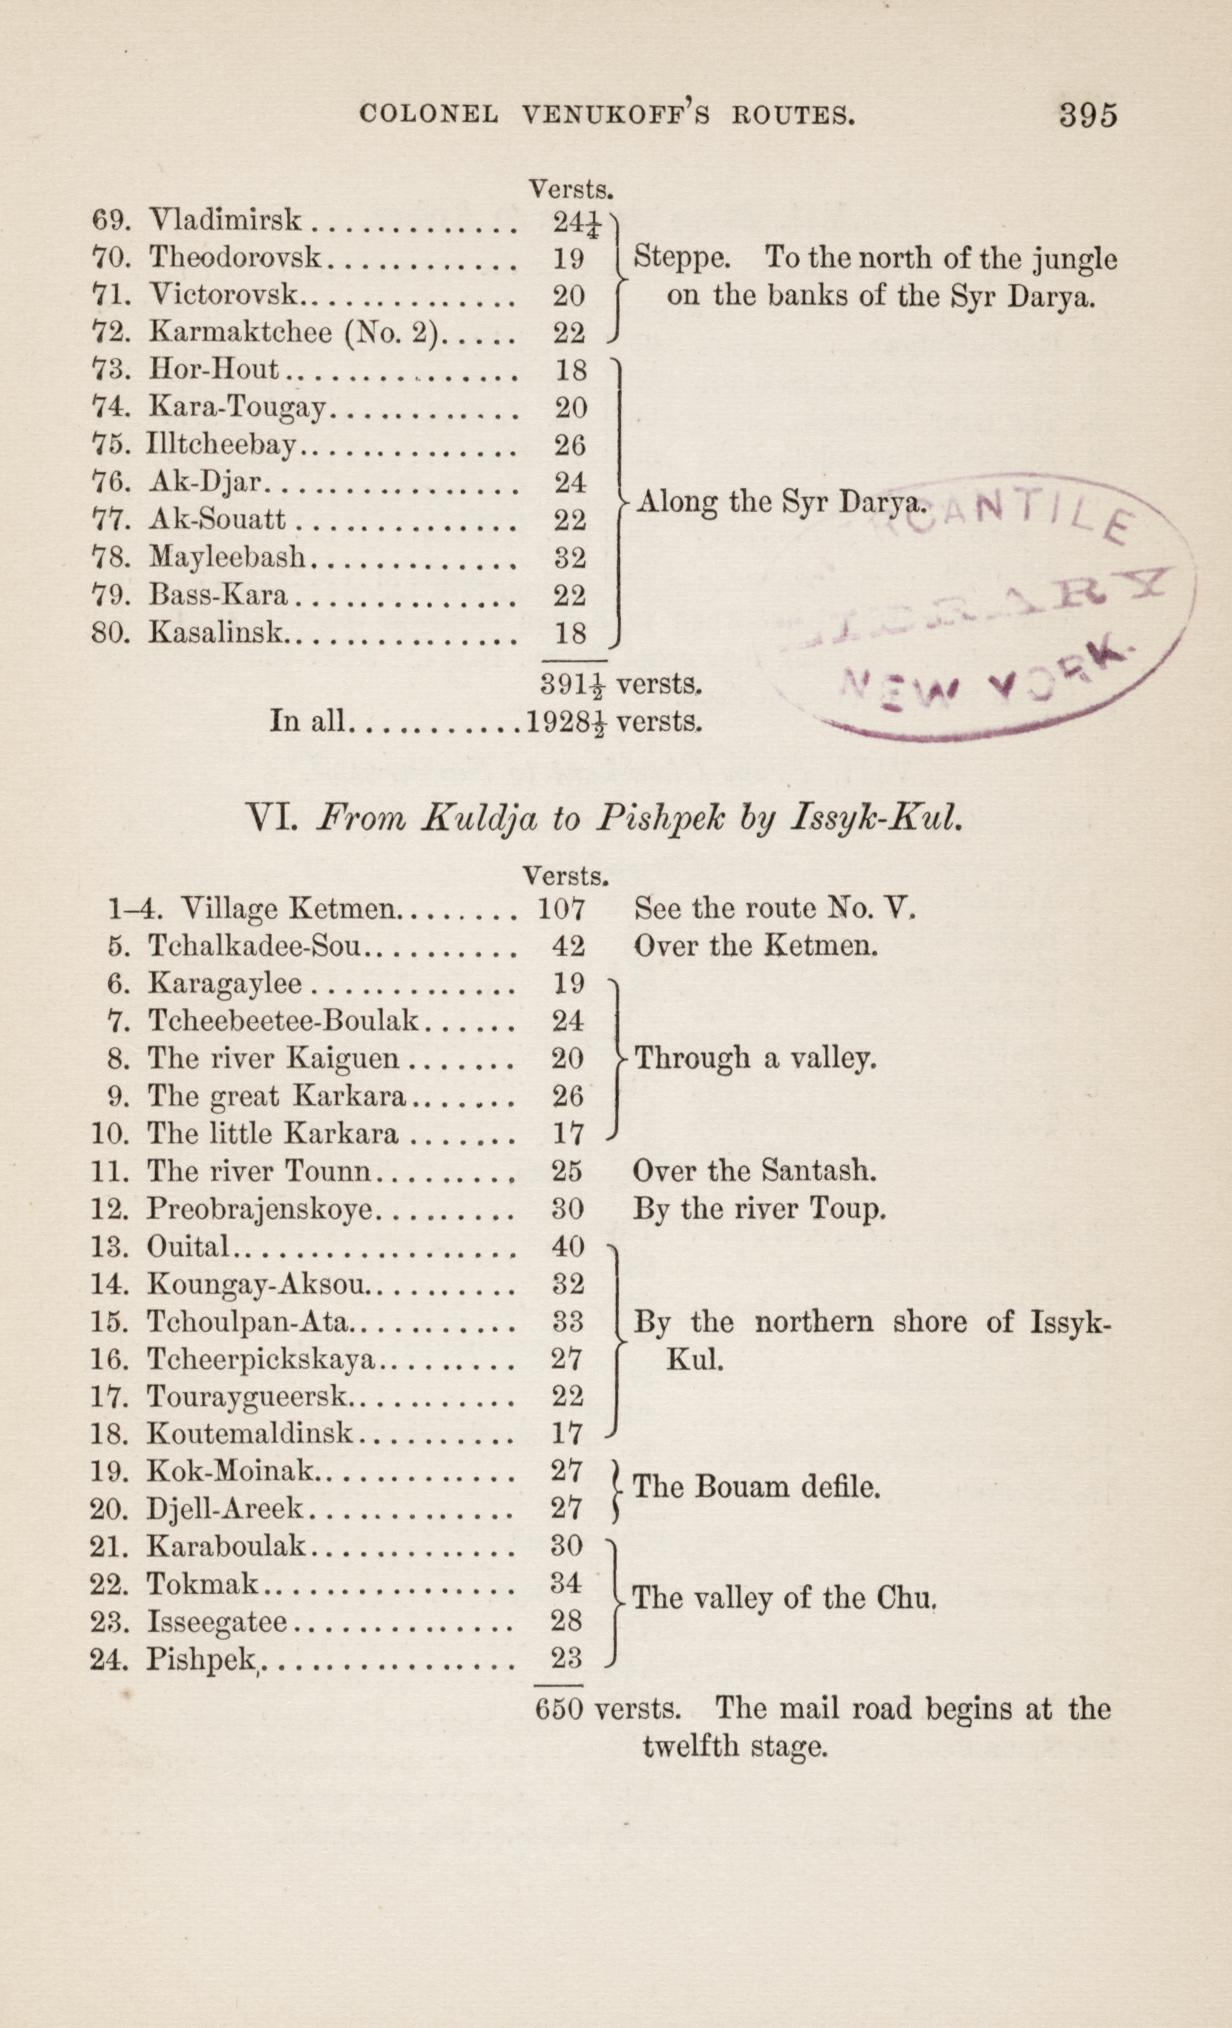 COLONEL VENUKOFF'S ROUTES. 395
Versts.
69. Vladimirsk ............. 24¼
70. Theodorovsk............ 19 Steppe. To the north of the jungle
71. Victorovsk.............. 20 on the banks of the Syr Darya.
72. Karmaktchee (No. 2)..... 22
73. Hor-Hout............... 18
74. Kara-Tougay............ 20
75. Illtcheebay.............. 26
76. Ak-Djar................ 24
Along the Syr Darya.
77. Ak-Souatt .............. 22
78. Mayleebash............. 32
79. Bass-Kara.............. 22
80. Kasalinsk............... 18
391½ versts.
In all...........1928½ versts.
CANTILE
LIBRARY
NEW YORK.
VI. From Kuldja to Pishpek by Issyk-Kul.
Versts.
1–4. Village Ketmen........ 107 See the route No. V.
5. Tchalkadee-Sou.......... 42 Over the Ketmen.
6. Karagaylee ............. 19
7. Tcheebeetee-Boulak...... 24
8. The river Kaiguen ....... 20 Through a valley.
9. The great Karkara....... 26
10. The little Karkara ....... 17
11. The river Tounn......... 25 Over the Santash.
12. Preobrajenskoye......... 30 By the river Toup.
13. Ouital.................. 40
14. Koungay-Aksou.......... 32
15. Tchoulpan-Ata........... 33 By the northern shore of Issyk-
16. Tcheerpickskaya......... 27 Kul.
17. Touraygueersk........... 22
18. Koutemaldinsk.......... 17
19. Kok-Moinak............. 27
The Bouam defile.
20. Djell-Areek............. 27
21. Karaboulak............. 30
22. Tokmak................ 34
The valley of the Chu.
23. Isseegatee.............. 28
24. Pishpek,................ 23
650 versts. The mail road begins at the
twelfth stage.